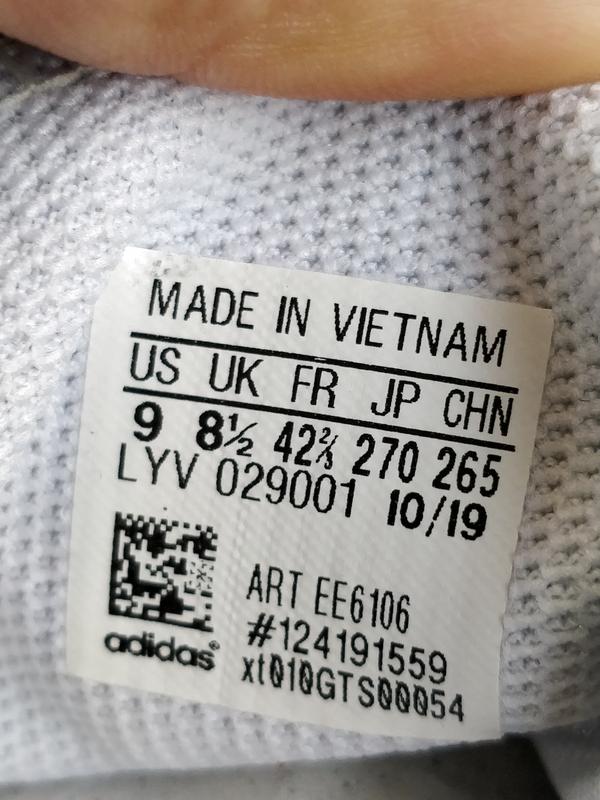 MADE IN VIETNAM
US UK FR JP CHN
9 8½ 42⅔ 270 265
LYV 029001 10/19
ART EE6106
#124191559
xt010GTS00054
adidas®